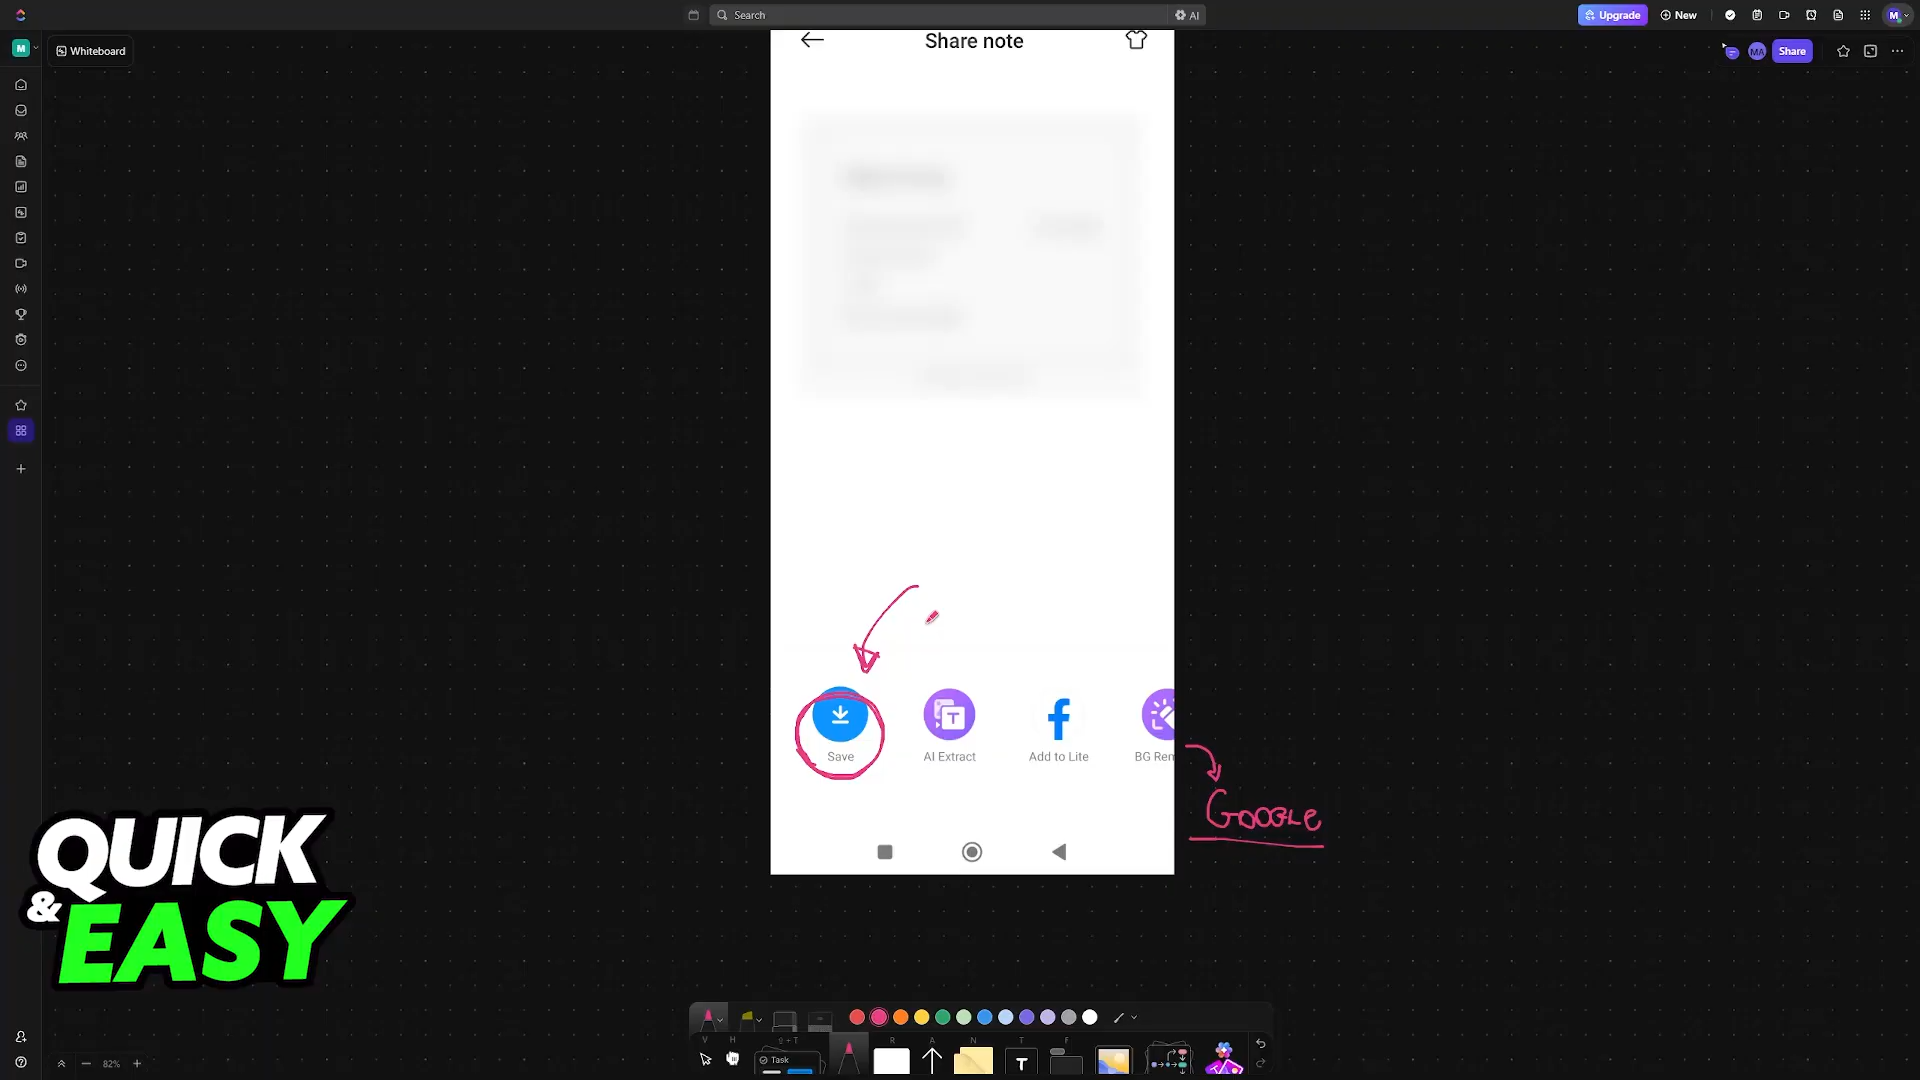 Search
AI
Upgrade
New
M
M
Whiteboard
MA
Share
Share note
Save
AI Extract
Add to Lite
BG Rem
GOOGLE
QUICK
& EASY
V
H
⇧ + T
R
A
N
T
F
Task
T
82%